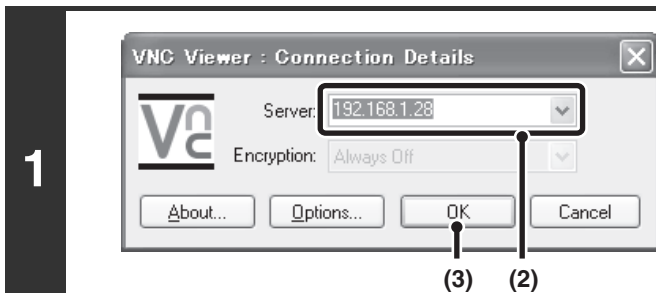 1
VNC Viewer : Connection Details
VNC
Server: 192.168.1.28
Encryption: Always Off
About... Options... OK Cancel
(3) (2)